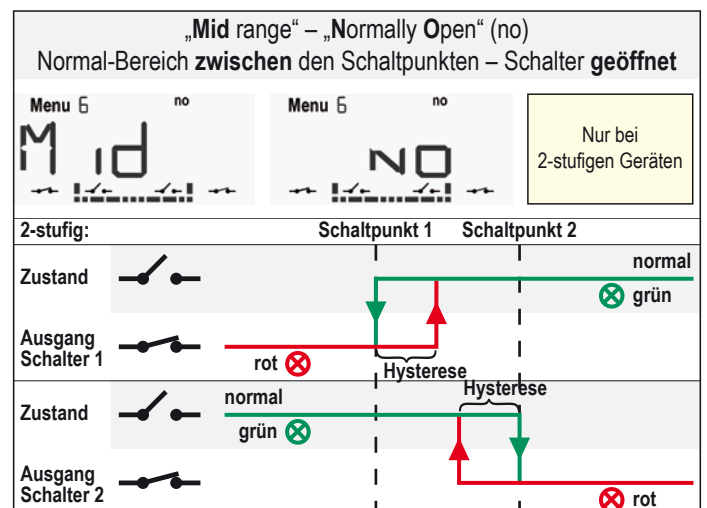 „Mid range“ – „Normally Open“ (no)
Normal-Bereich zwischen den Schaltpunkten – Schalter geöffnet
Menu 6 no
Mid
Menu 6 no
NO
Nur bei
2-stufigen Geräten
2-stufig: Schaltpunkt 1 Schaltpunkt 2
Zustand
normal
grün
Ausgang
Schalter 1
rot
Hysterese
Zustand
normal
grün
Hysterese
Ausgang
Schalter 2
rot